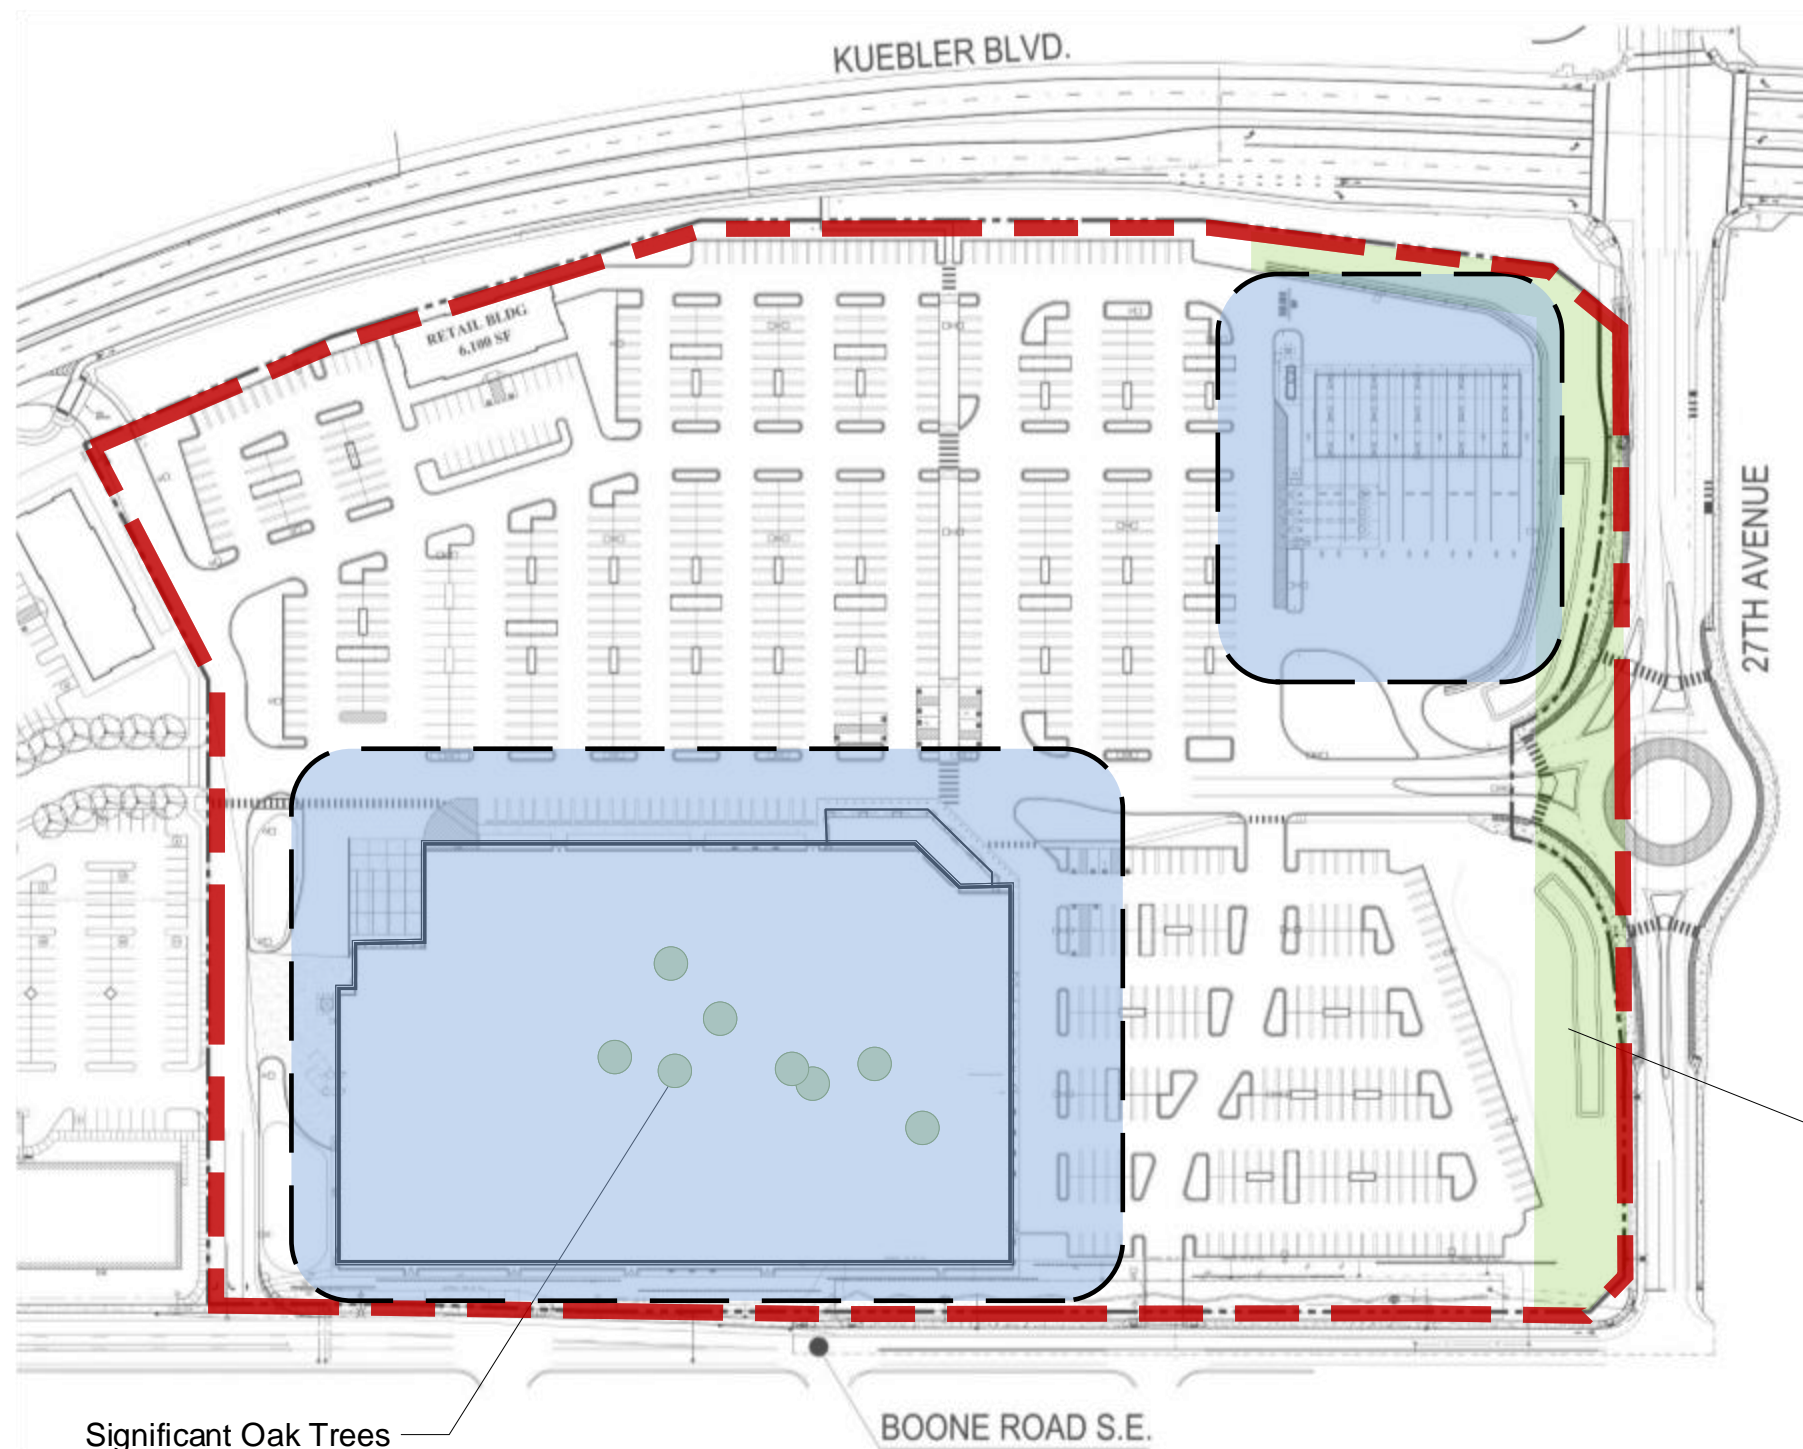 KUEBLER BLVD.
RETAIL BLDG
6,100 SF
27TH AVENUE
Significant Oak Trees
BOONE ROAD S.E.